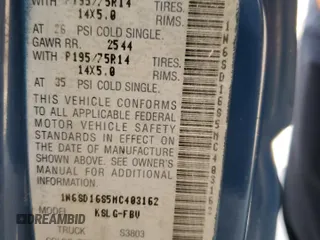 P195/75R14 TIRES.
14X5.0 RIMS.
AT 26 PSI COLD SINGLE.
GAWR RR. 2544
WITH P195/75R14 TIRES.
14X5.0 RIMS.
AT 35 PSI COLD SINGLE.
THIS VEHICLE CONFORMS
TO ALL APPLICABLE FEDERAL
MOTOR VEHICLE SAFETY
STANDARDS IN EFFECT ON
THE DATE OF MANUFACTURE
SHOWN ABOVE.
SEE OWNER'S MANUAL FOR
ADDITIONAL INFORMATION
1N6SD16S5MC403162
MODEL KSLG-FBV
TRUCK S3803